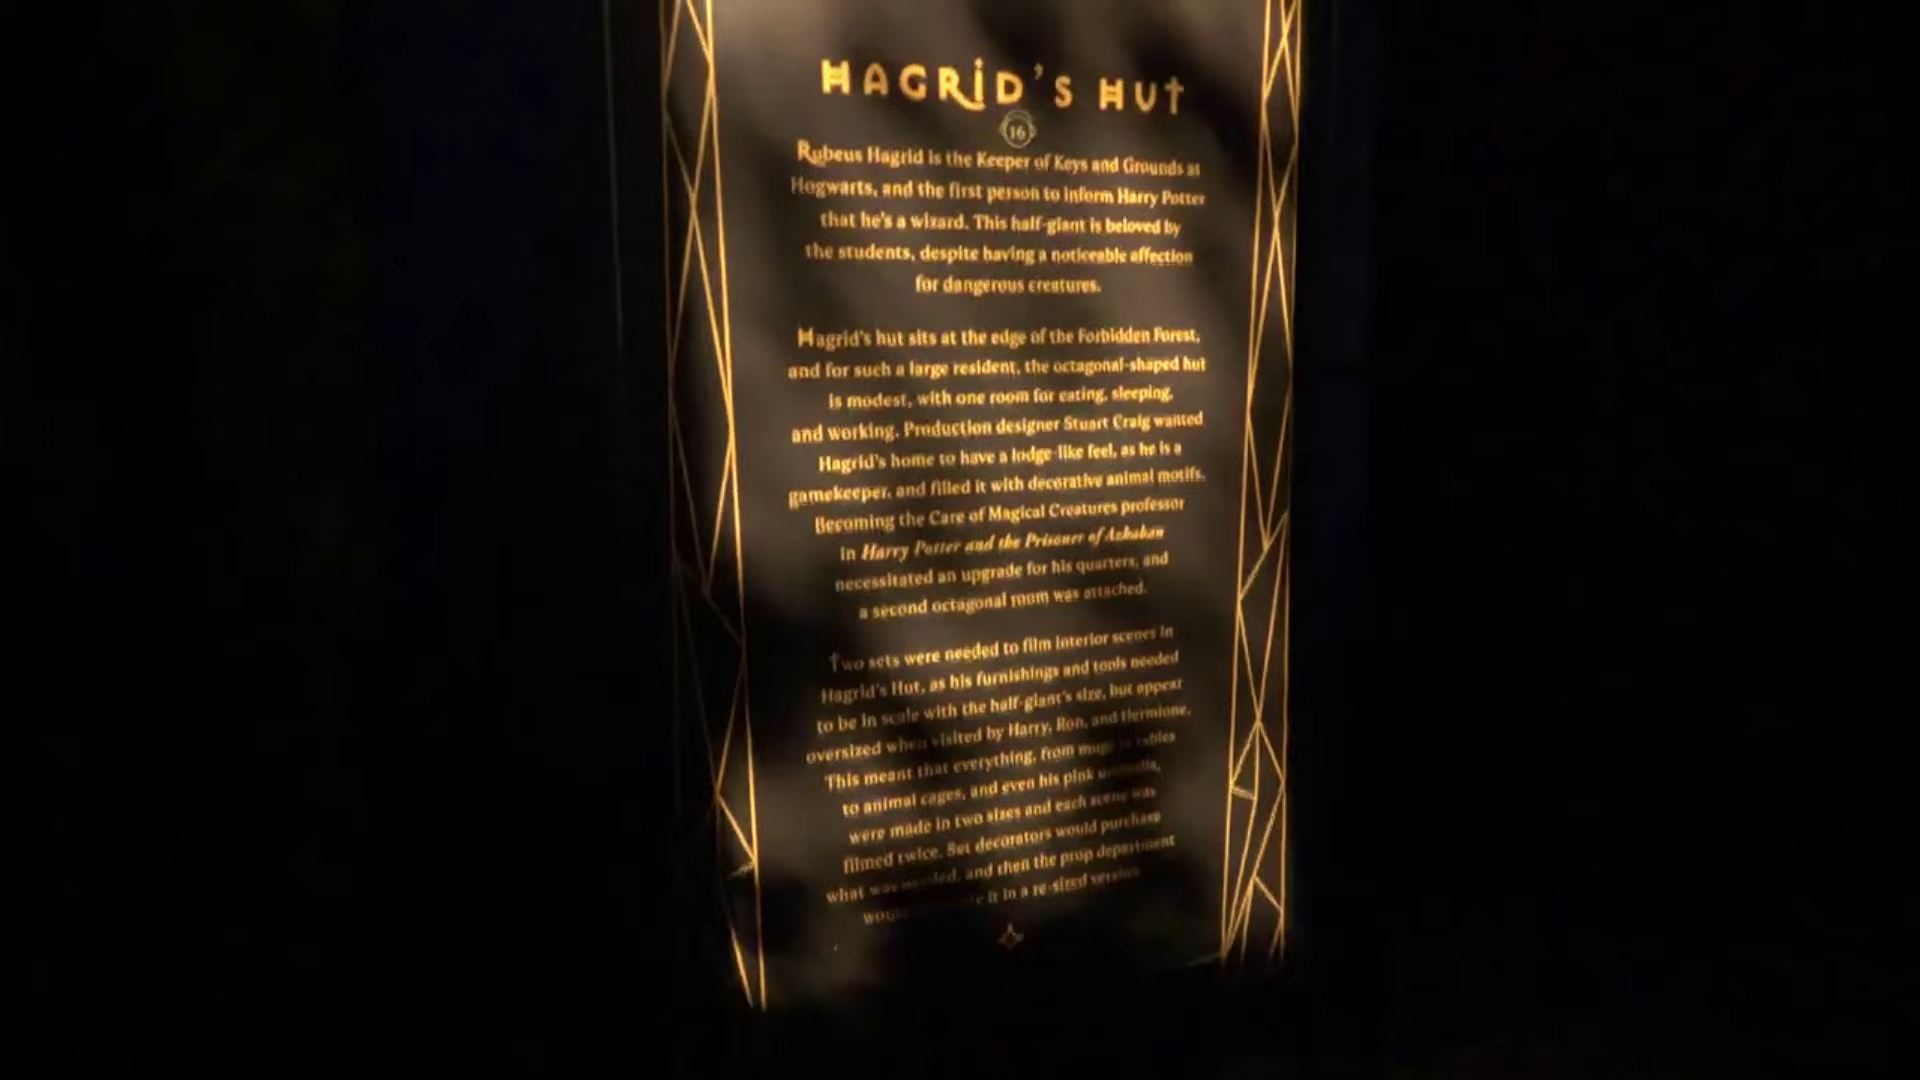 HAGRID'S HUT
16
Rubeus Hagrid is the Keeper of Keys and Grounds at
Hogwarts, and the first person to inform Harry Potter
that he's a wizard. This half-giant is beloved by
the students, despite having a noticeable affection
for dangerous creatures.
Hagrid's hut sits at the edge of the Forbidden Forest,
and for such a large resident, the octagonal-shaped hut
is modest, with one room for eating, sleeping,
and working. Production designer Stuart Craig wanted
Hagrid's home to have a lodge-like feel, as he is a
gamekeeper, and filled it with decorative animal motifs.
Becoming the Care of Magical Creatures professor
in Harry Potter and the Prisoner of Azkaban
necessitated an upgrade for his quarters, and
a second octagonal room was attached.
Two sets were needed to film interior scenes in
Hagrid's Hut, as his furnishings and tools needed
to be in scale with the half-giant's size, but appear
oversized when visited by Harry, Ron, and Hermione.
This meant that everything, from mugs to tables
to animal cages, and even his pink umbrella,
were made in two sizes and each scene was
filmed twice. Set decorators would purchase
what was needed, and then the prop department
would it in a re-sized version